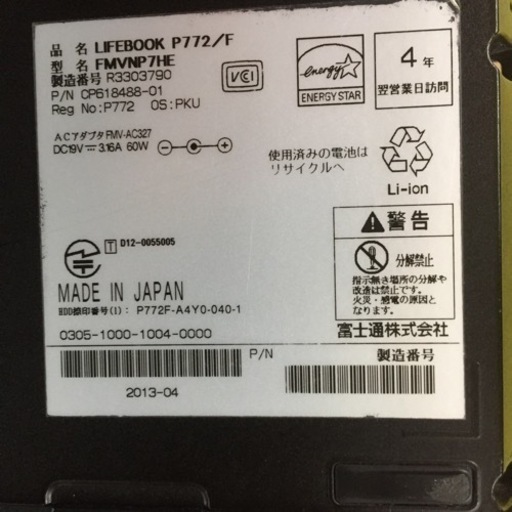 品 名 LIFEBOOK P772/F
型 名 FMVNP7HE
製造番号 R3303790
P/N CP618488-01
Reg No:P772 OS:PKU
VCI
energy
ENERGY STAR
4 年
翌営業日訪問
ACアダプタ FMV-AC327
DC19V 3.16A 60W
使用済みの電池は
リサイクルへ
Li-ion
T D12-0055005
警告
分解禁止
指示無き場所の分解や
改造は禁止です。
火災・感電の原因と
なります。
MADE IN JAPAN
HDD捺印番号(1): P772F-A4Y0-040-1
0305-1000-1004-0000
富士通株式会社
P/N
製造番号
2013-04